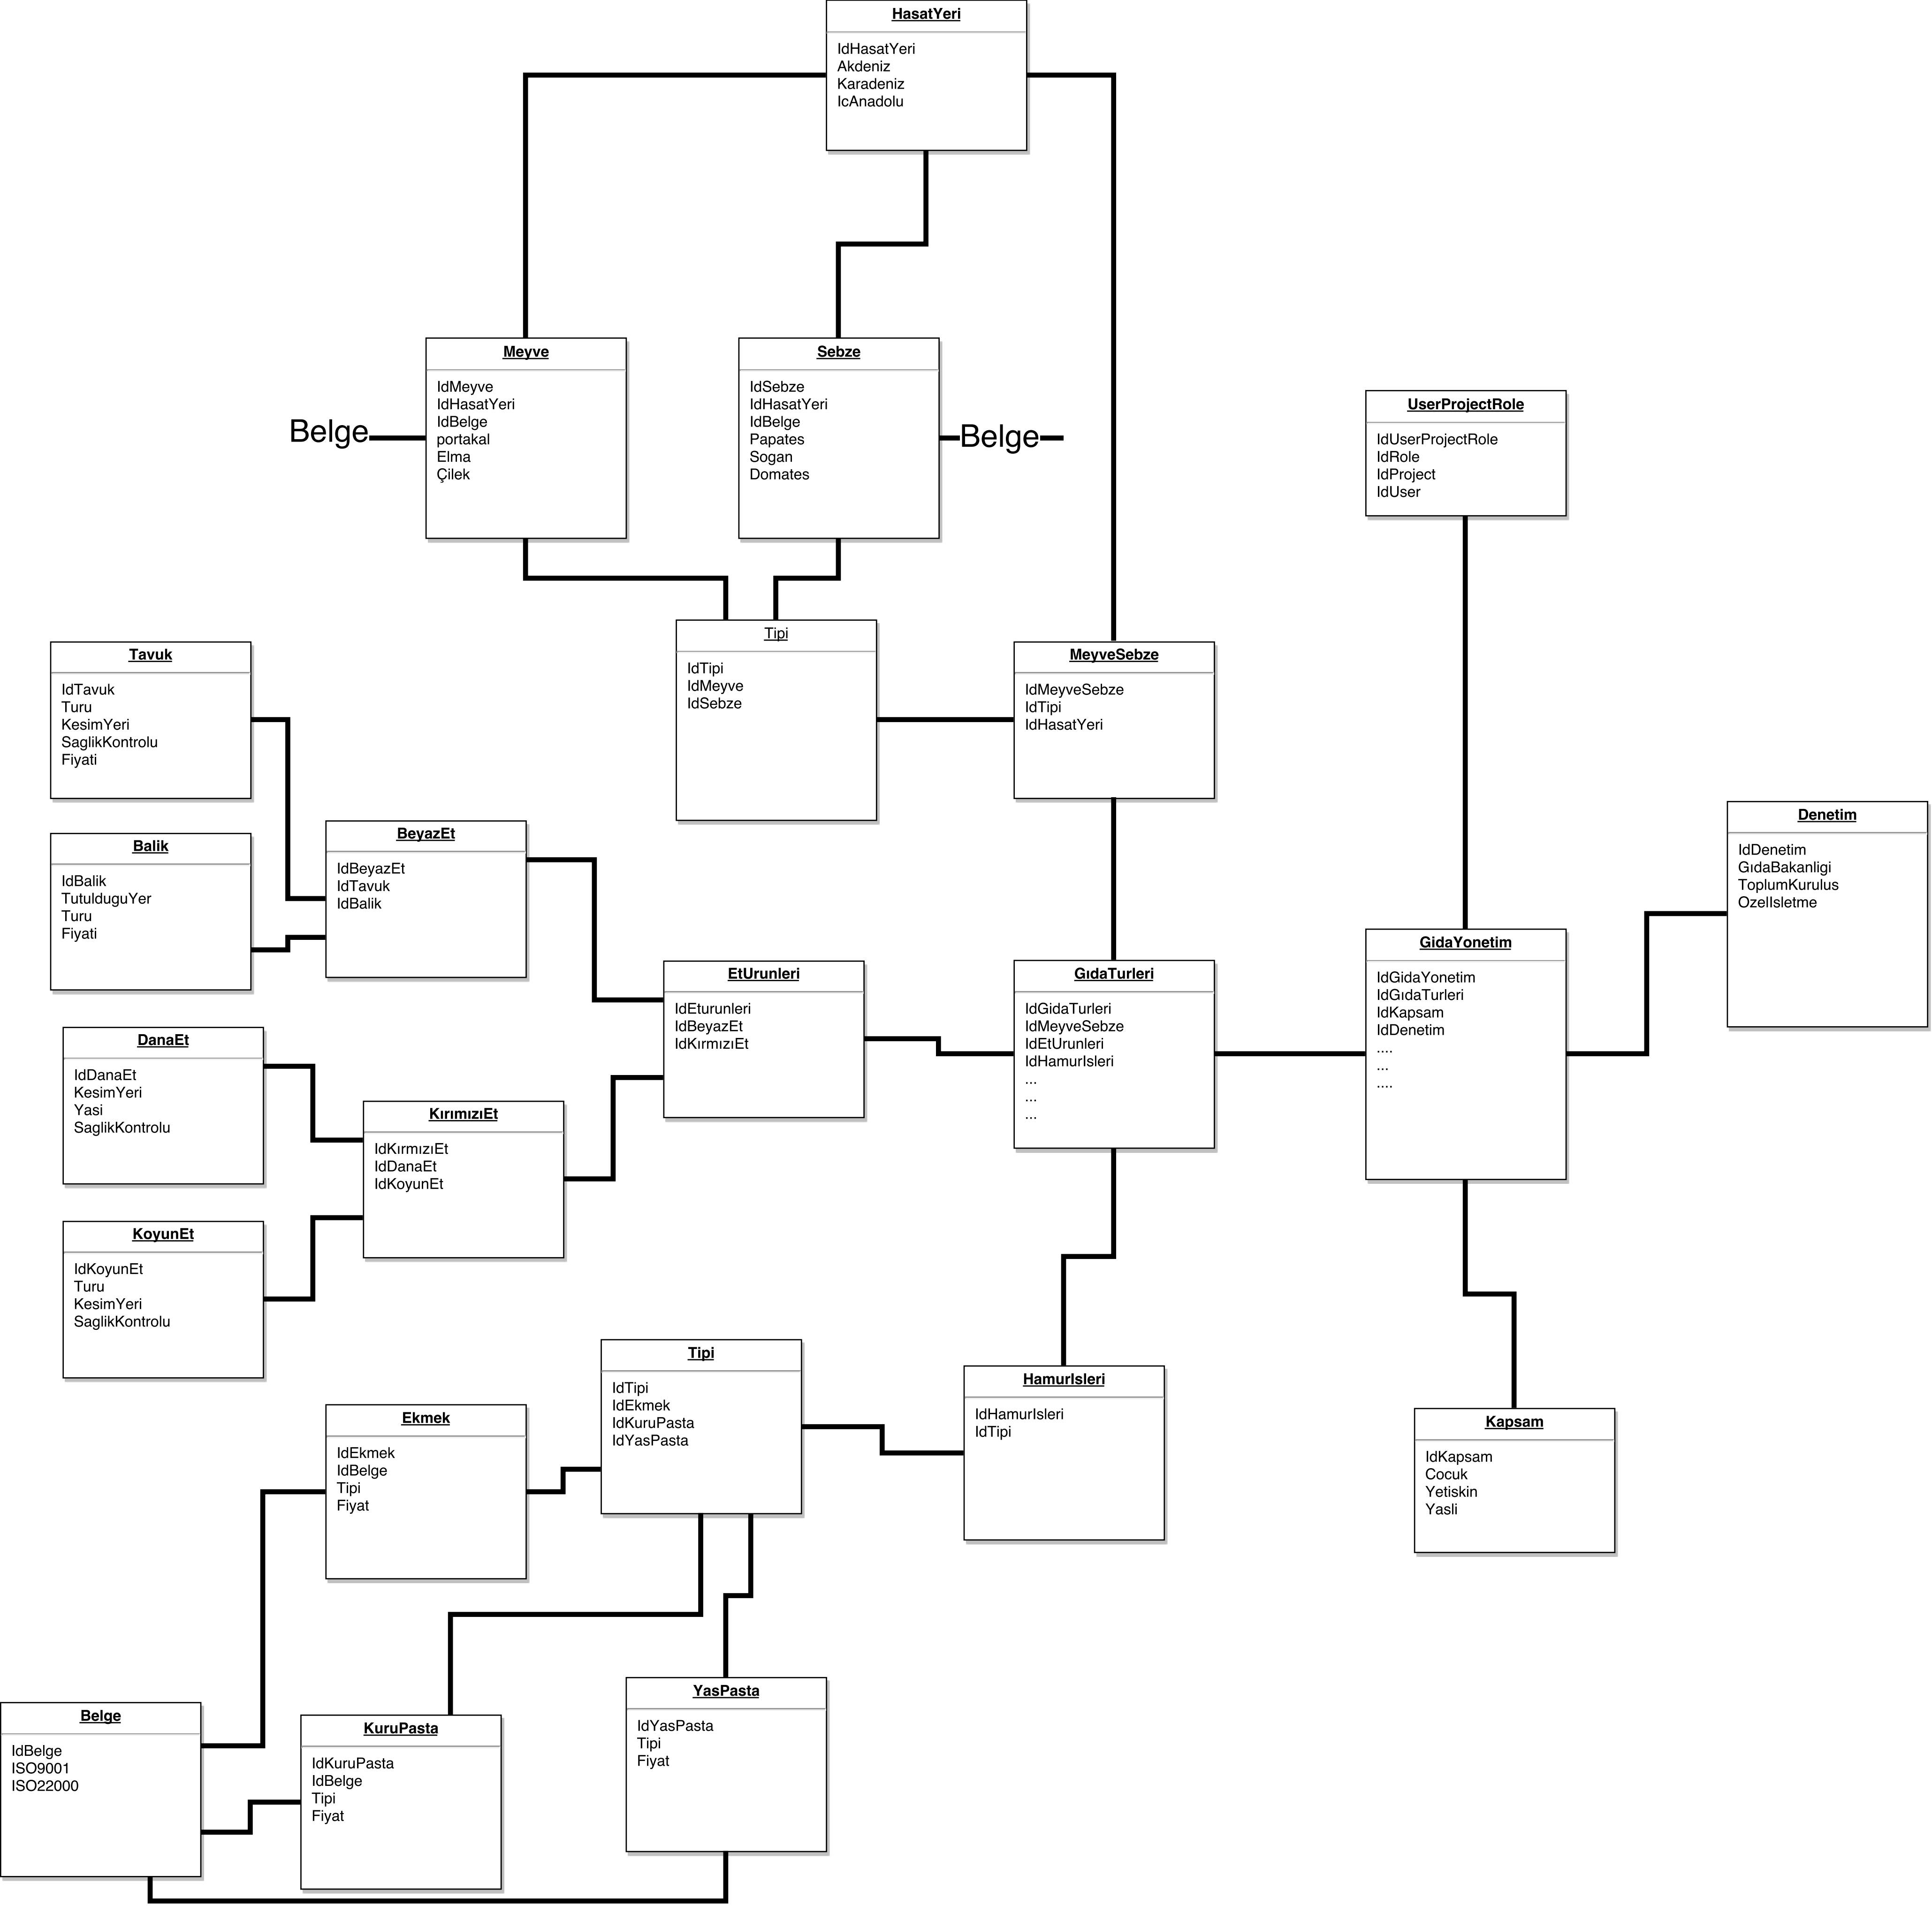 HasatYeri
IdHasatYeri
Akdeniz
Karadeniz
IcAnadolu
Meyve
IdMeyve
IdHasatYeri
IdBelge
portakal
Elma
Çilek
Belge
Sebze
IdSebze
IdHasatYeri
IdBelge
Papates
Sogan
Domates
Belge
UserProjectRole
IdUserProjectRole
IdRole
IdProject
IdUser
Tipi
IdTipi
IdMeyve
IdSebze
MeyveSebze
IdMeyveSebze
IdTipi
IdHasatYeri
Tavuk
IdTavuk
Turu
KesimYeri
SaglikKontrolu
Fiyati
Balik
IdBalik
TutulduguYer
Turu
Fiyati
BeyazEt
IdBeyazEt
IdTavuk
IdBalik
Denetim
IdDenetim
GıdaBakanligi
ToplumKurulus
OzelIsletme
EtUrunleri
IdEturunleri
IdBeyazEt
IdKırmızıEt
GıdaTurleri
IdGidaTurleri
IdMeyveSebze
IdEtUrunleri
IdHamurIsleri
...
...
...
GidaYonetim
IdGidaYonetim
IdGıdaTurleri
IdKapsam
IdDenetim
....
...
....
DanaEt
IdDanaEt
KesimYeri
Yasi
SaglikKontrolu
KırımızıEt
IdKırmızıEt
IdDanaEt
IdKoyunEt
KoyunEt
IdKoyunEt
Turu
KesimYeri
SaglikKontrolu
Tipi
IdTipi
IdEkmek
IdKuruPasta
IdYasPasta
HamurIsleri
IdHamurIsleri
IdTipi
Ekmek
IdEkmek
IdBelge
Tipi
Fiyat
Kapsam
IdKapsam
Cocuk
Yetiskin
Yasli
Belge
IdBelge
ISO9001
ISO22000
KuruPasta
IdKuruPasta
IdBelge
Tipi
Fiyat
YasPasta
IdYasPasta
Tipi
Fiyat